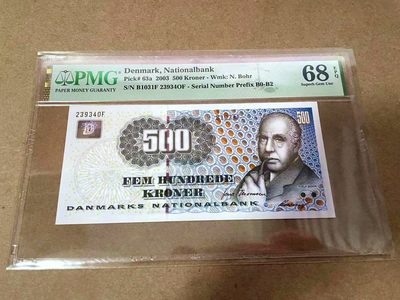 PMG
PAPER MONEY GUARANTY
Denmark, Nationalbank
Pick# 63a 2003 500 Kroner - Wmk: N. Bohr
S/N B1031F 239340F - Serial Number Prefix B0-B2
68 EPQ
Superb Gem Unc
239340F
500
500
FEM HUNDREDE
KRONER
DANMARKS NATIONALBANK